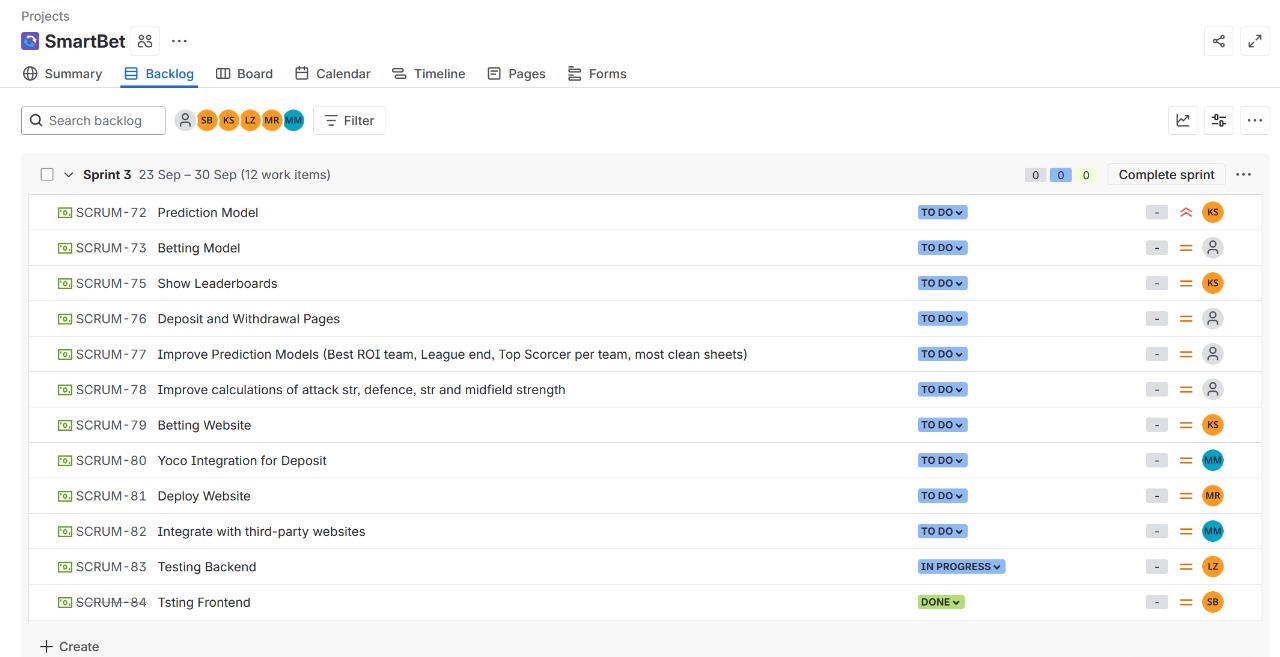 Projects
SmartBet
Summary Backlog Board Calendar Timeline Pages Forms
Search backlog SB KS LZ MR MM Filter
Sprint 3 23 Sep – 30 Sep (12 work items) 0 0 0 Complete sprint
SCRUM-72 Prediction Model TO DO - KS
SCRUM-73 Betting Model TO DO -
SCRUM-75 Show Leaderboards TO DO - KS
SCRUM-76 Deposit and Withdrawal Pages TO DO -
SCRUM-77 Improve Prediction Models (Best ROI team, League end, Top Scorcer per team, most clean sheets) TO DO -
SCRUM-78 Improve calculations of attack str, defence, str and midfield strength TO DO -
SCRUM-79 Betting Website TO DO - KS
SCRUM-80 Yoco Integration for Deposit TO DO - MM
SCRUM-81 Deploy Website TO DO - MR
SCRUM-82 Integrate with third-party websites TO DO - MM
SCRUM-83 Testing Backend IN PROGRESS - LZ
SCRUM-84 Tsting Frontend DONE - SB
Create